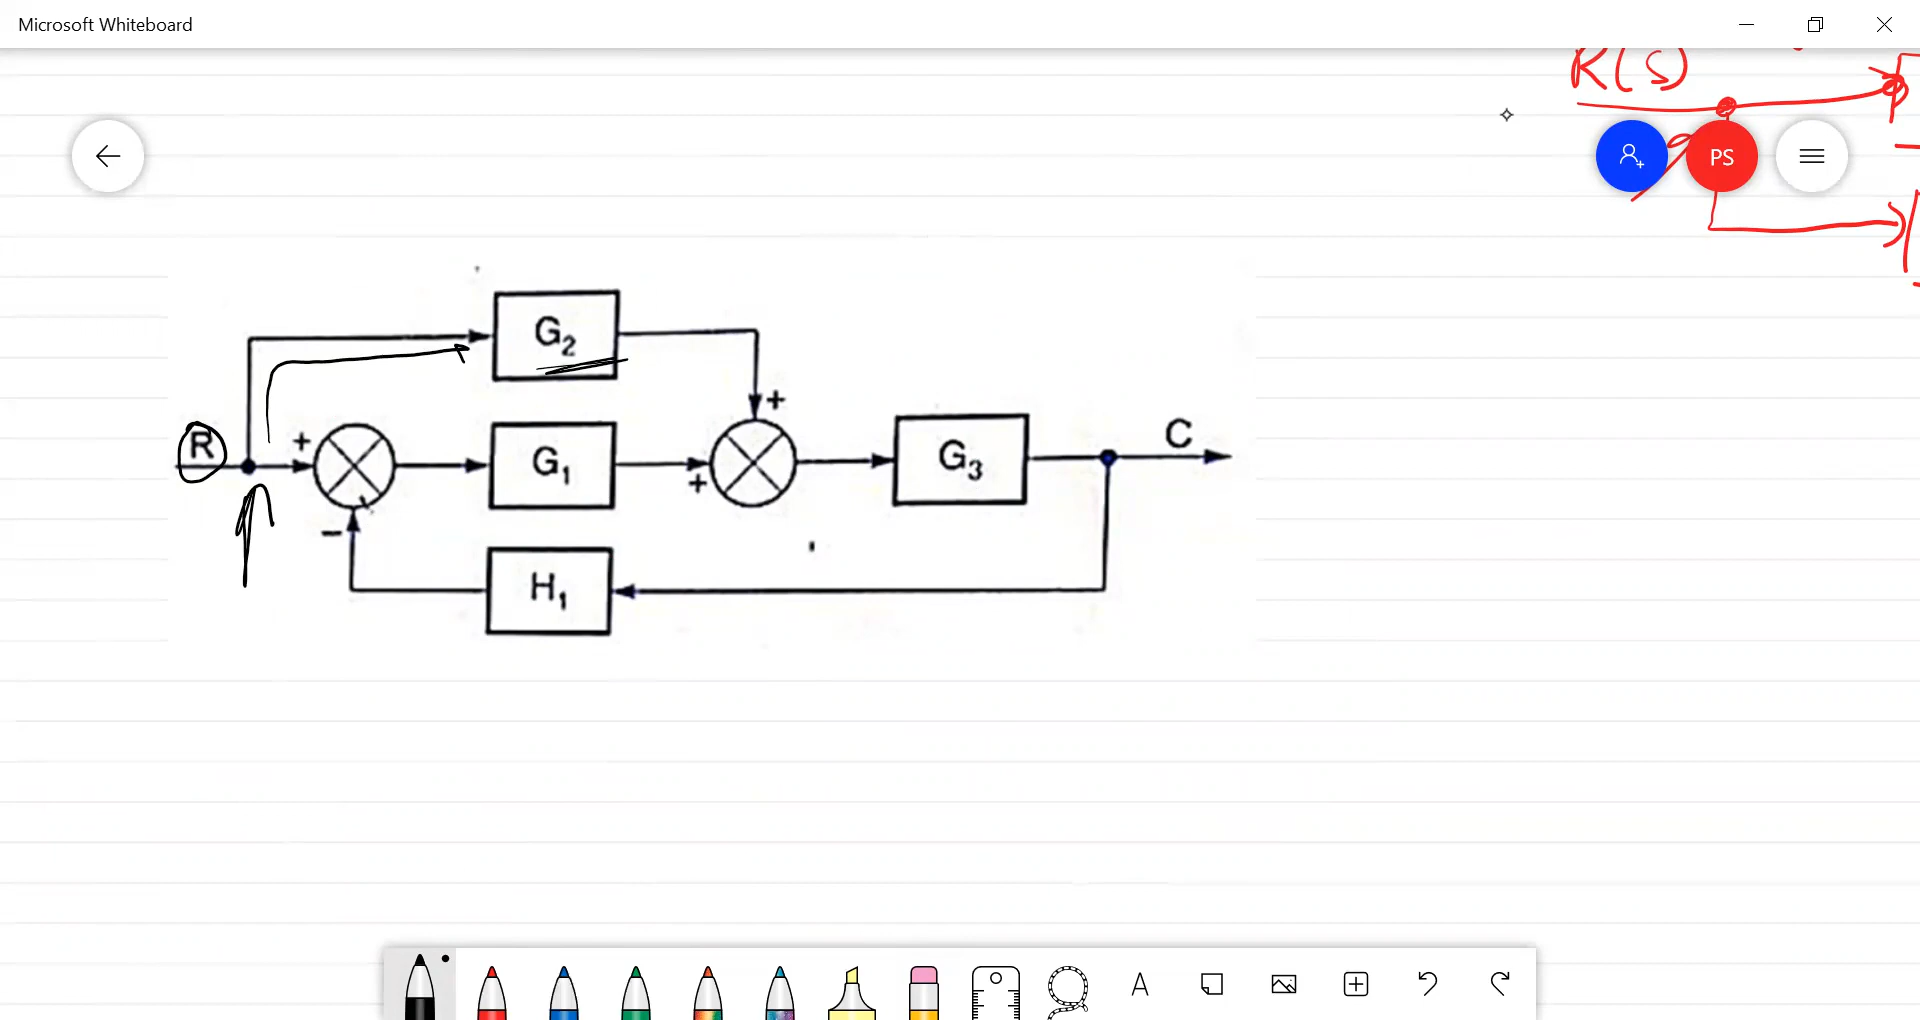 Microsoft Whiteboard
R(S)
PS
G₂
+
R
+
G₁
+
G₃
C
−
H₁
A